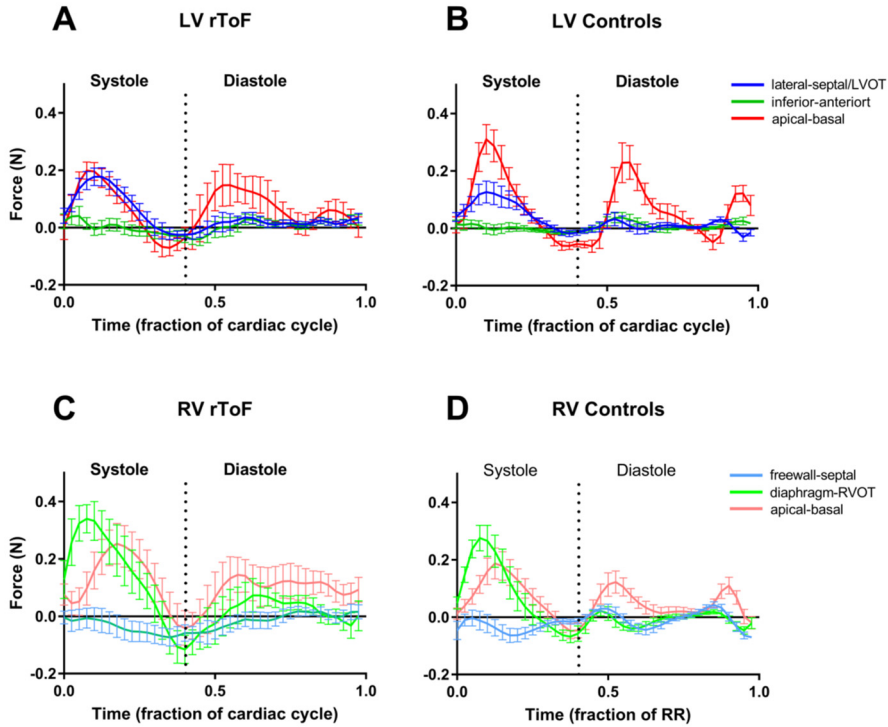 A
LV rToF
Systole
Diastole
0.4
0.2
0.0
-0.2
0.0
0.5
1.0
Force (N)
Time (fraction of cardiac cycle)
B
LV Controls
Systole
Diastole
0.4
0.2
0.0
-0.2
0.0
0.5
1.0
Time (fraction of cardiac cycle)
lateral-septal/LVOT
inferior-anteriort
apical-basal
C
RV rToF
Systole
Diastole
0.4
0.2
0.0
-0.2
0.0
0.5
1.0
Force (N)
Time (fraction of cardiac cycle)
D
RV Controls
Systole
Diastole
0.4
0.2
0.0
-0.2
0.0
0.5
1.0
Time (fraction of RR)
freewall-septal
diaphragm-RVOT
apical-basal